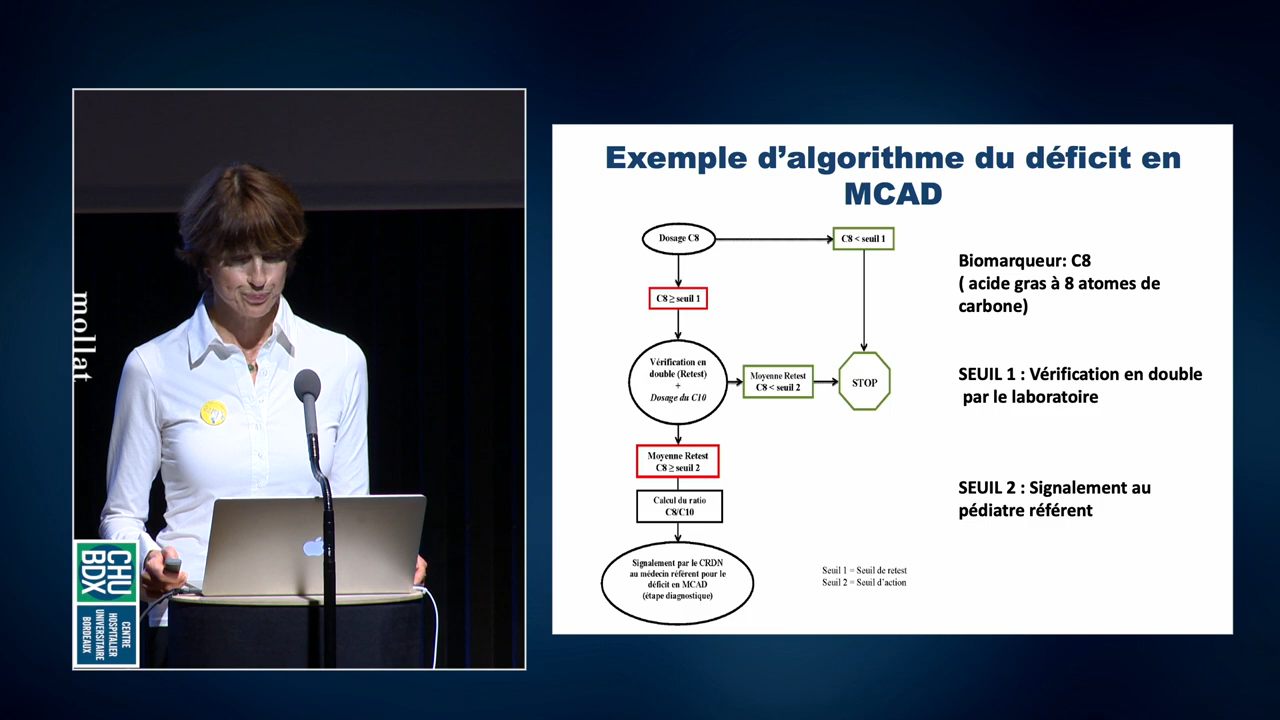 mollat
CHU
BDX
CENTRE
HOSPITALIER
UNIVERSITAIRE
BORDEAUX
Exemple d'algorithme du déficit en
MCAD
Dosage C8
C8 < seuil 1
C8 ≥ seuil 1
Vérification en
double (Retest)
+
Dosage du C10
Moyenne Retest
C8 < seuil 2
STOP
Moyenne Retest
C8 ≥ seuil 2
Calcul du ratio
C8/C10
Signalement par le CRDN
au médecin référent pour le
déficit en MCAD
(étape diagnostique)
Seuil 1 = Seuil de retest
Seuil 2 = Seuil d'action
Biomarqueur: C8
( acide gras à 8 atomes de
carbone)
SEUIL 1 : Vérification en double
par le laboratoire
SEUIL 2 : Signalement au
pédiatre référent